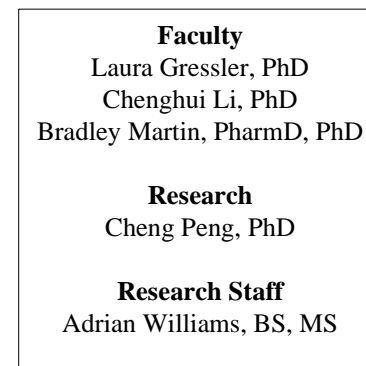 Faculty
Laura Gressler, PhD
Chenghui Li, PhD
Bradley Martin, PharmD, PhD
Research
Cheng Peng, PhD
Research Staff
Adrian Williams, BS, MS